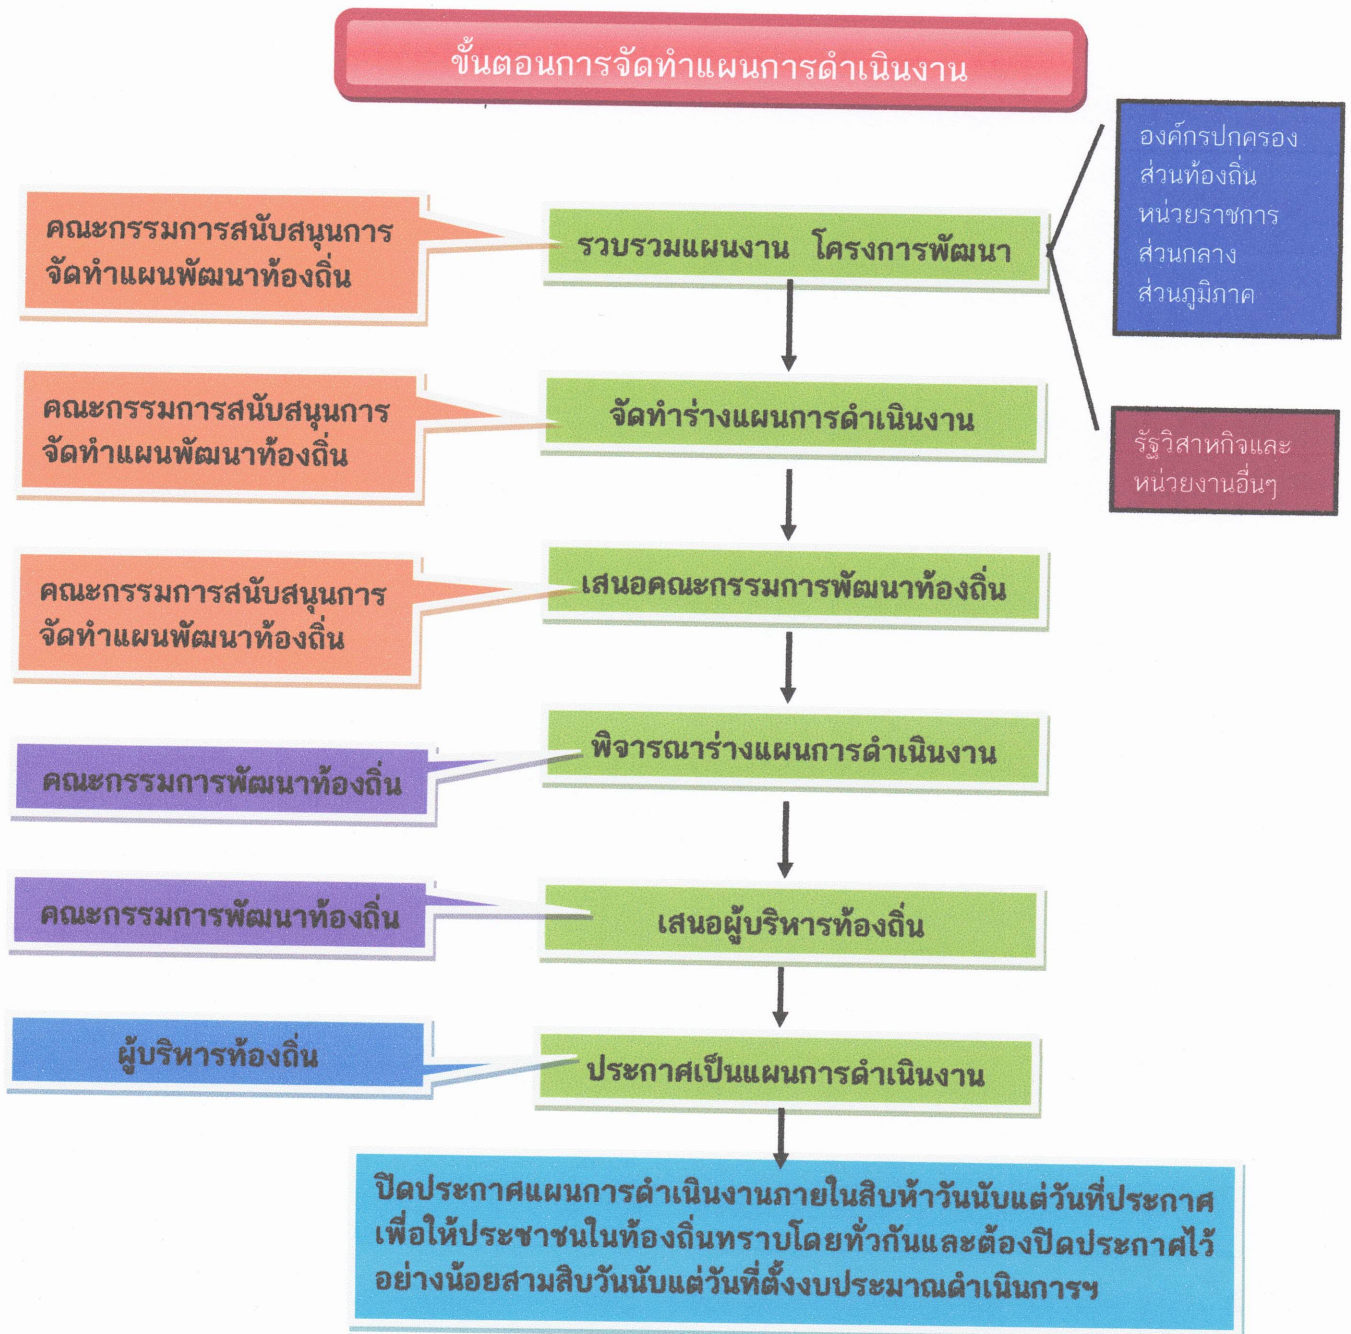 ขั้นตอนการจัดทำแผนการดำเนินงาน
องค์กรปกครอง
ส่วนท้องถิ่น
หน่วยราชการ
ส่วนกลาง
ส่วนภูมิภาค
คณะกรรมการสนับสนุนการ
จัดทำแผนพัฒนาท้องถิ่น
รวบรวมแผนงาน โครงการพัฒนา
คณะกรรมการสนับสนุนการ
จัดทำแผนพัฒนาท้องถิ่น
จัดทำร่างแผนการดำเนินงาน
รัฐวิสาหกิจและ
หน่วยงานอื่นๆ
คณะกรรมการสนับสนุนการ
จัดทำแผนพัฒนาท้องถิ่น
เสนอคณะกรรมการพัฒนาท้องถิ่น
คณะกรรมการพัฒนาท้องถิ่น
พิจารณาร่างแผนการดำเนินงาน
คณะกรรมการพัฒนาท้องถิ่น
เสนอผู้บริหารท้องถิ่น
ผู้บริหารท้องถิ่น
ประกาศเป็นแผนการดำเนินงาน
ปิดประกาศแผนการดำเนินงานภายในสิบห้าวันนับแต่วันที่ประกาศ
เพื่อให้ประชาชนในท้องถิ่นทราบโดยทั่วกันและต้องปิดประกาศไว้
อย่างน้อยสามสิบวันนับแต่วันที่ตั้งงบประมาณดำเนินการฯ